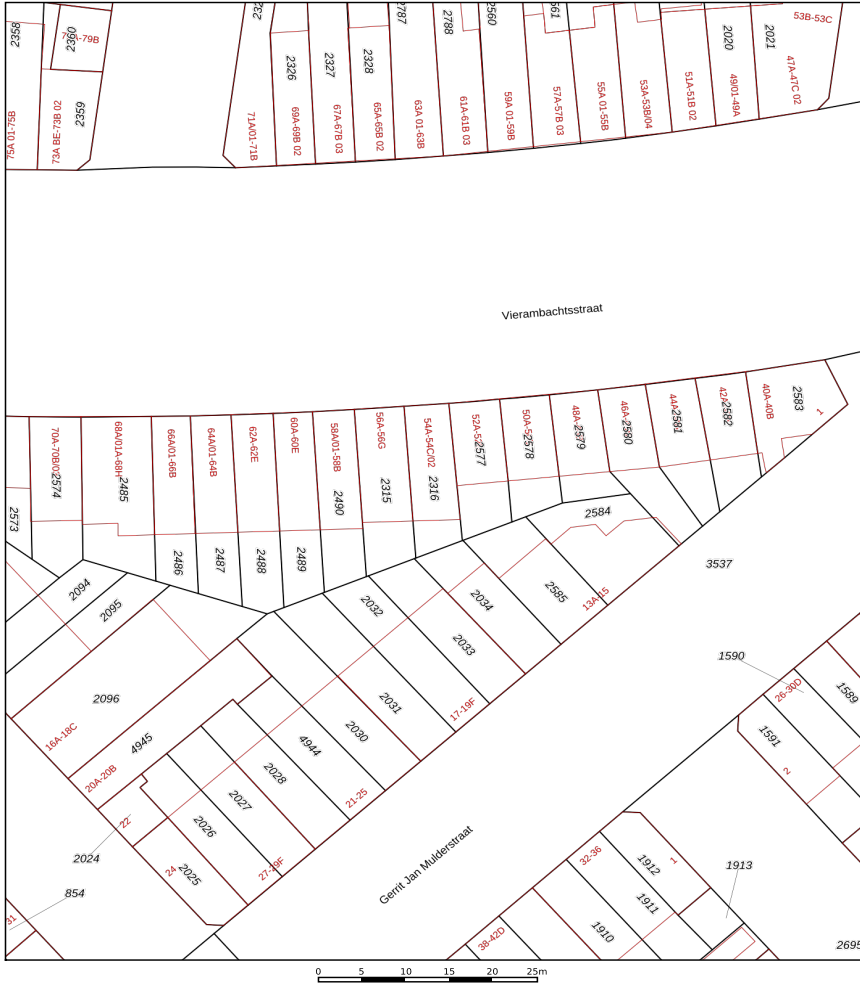 2358
2360
2359
75A 01-75B
73A BE-73B 02
2326
2327
2328
2787
2788
2560
2020
2021
53B-53C
71A/01-71B
69A-69B 02
67A-67B 03
65A-65B 02
63A 01-63B
61A-61B 03
59A 01-59B
57A-57B 03
55A 01-55B
53A-53B/04
51A-51B 02
49/01-49A
47A-47C 02
Vierambachtsstraat
70A-70B/02
68A/01A-68H
66A/01-66B
64A/01-64B
62A-62E
60A-60E
58A/01-58B
56A-56G
54A-54C/02
40A-40B
2573
2574
2485
2486
2487
2488
2489
2490
2315
2316
2577
2578
2579
2580
2581
2582
2583
1
2584
2585
13A-15
3537
2094
2095
2096
16A-18C
4945
20A-20B
22
24
2024
2025
2026
2027
2028
4944
2030
2031
2032
2033
2034
17-19F
21-25
27-29F
854
31
Gerrit Jan Mulderstraat
1590
26-30D
1589
1591
2
32-36
1912
1
1911
1910
1913
38-42D
2695
0 5 10 15 20 25m